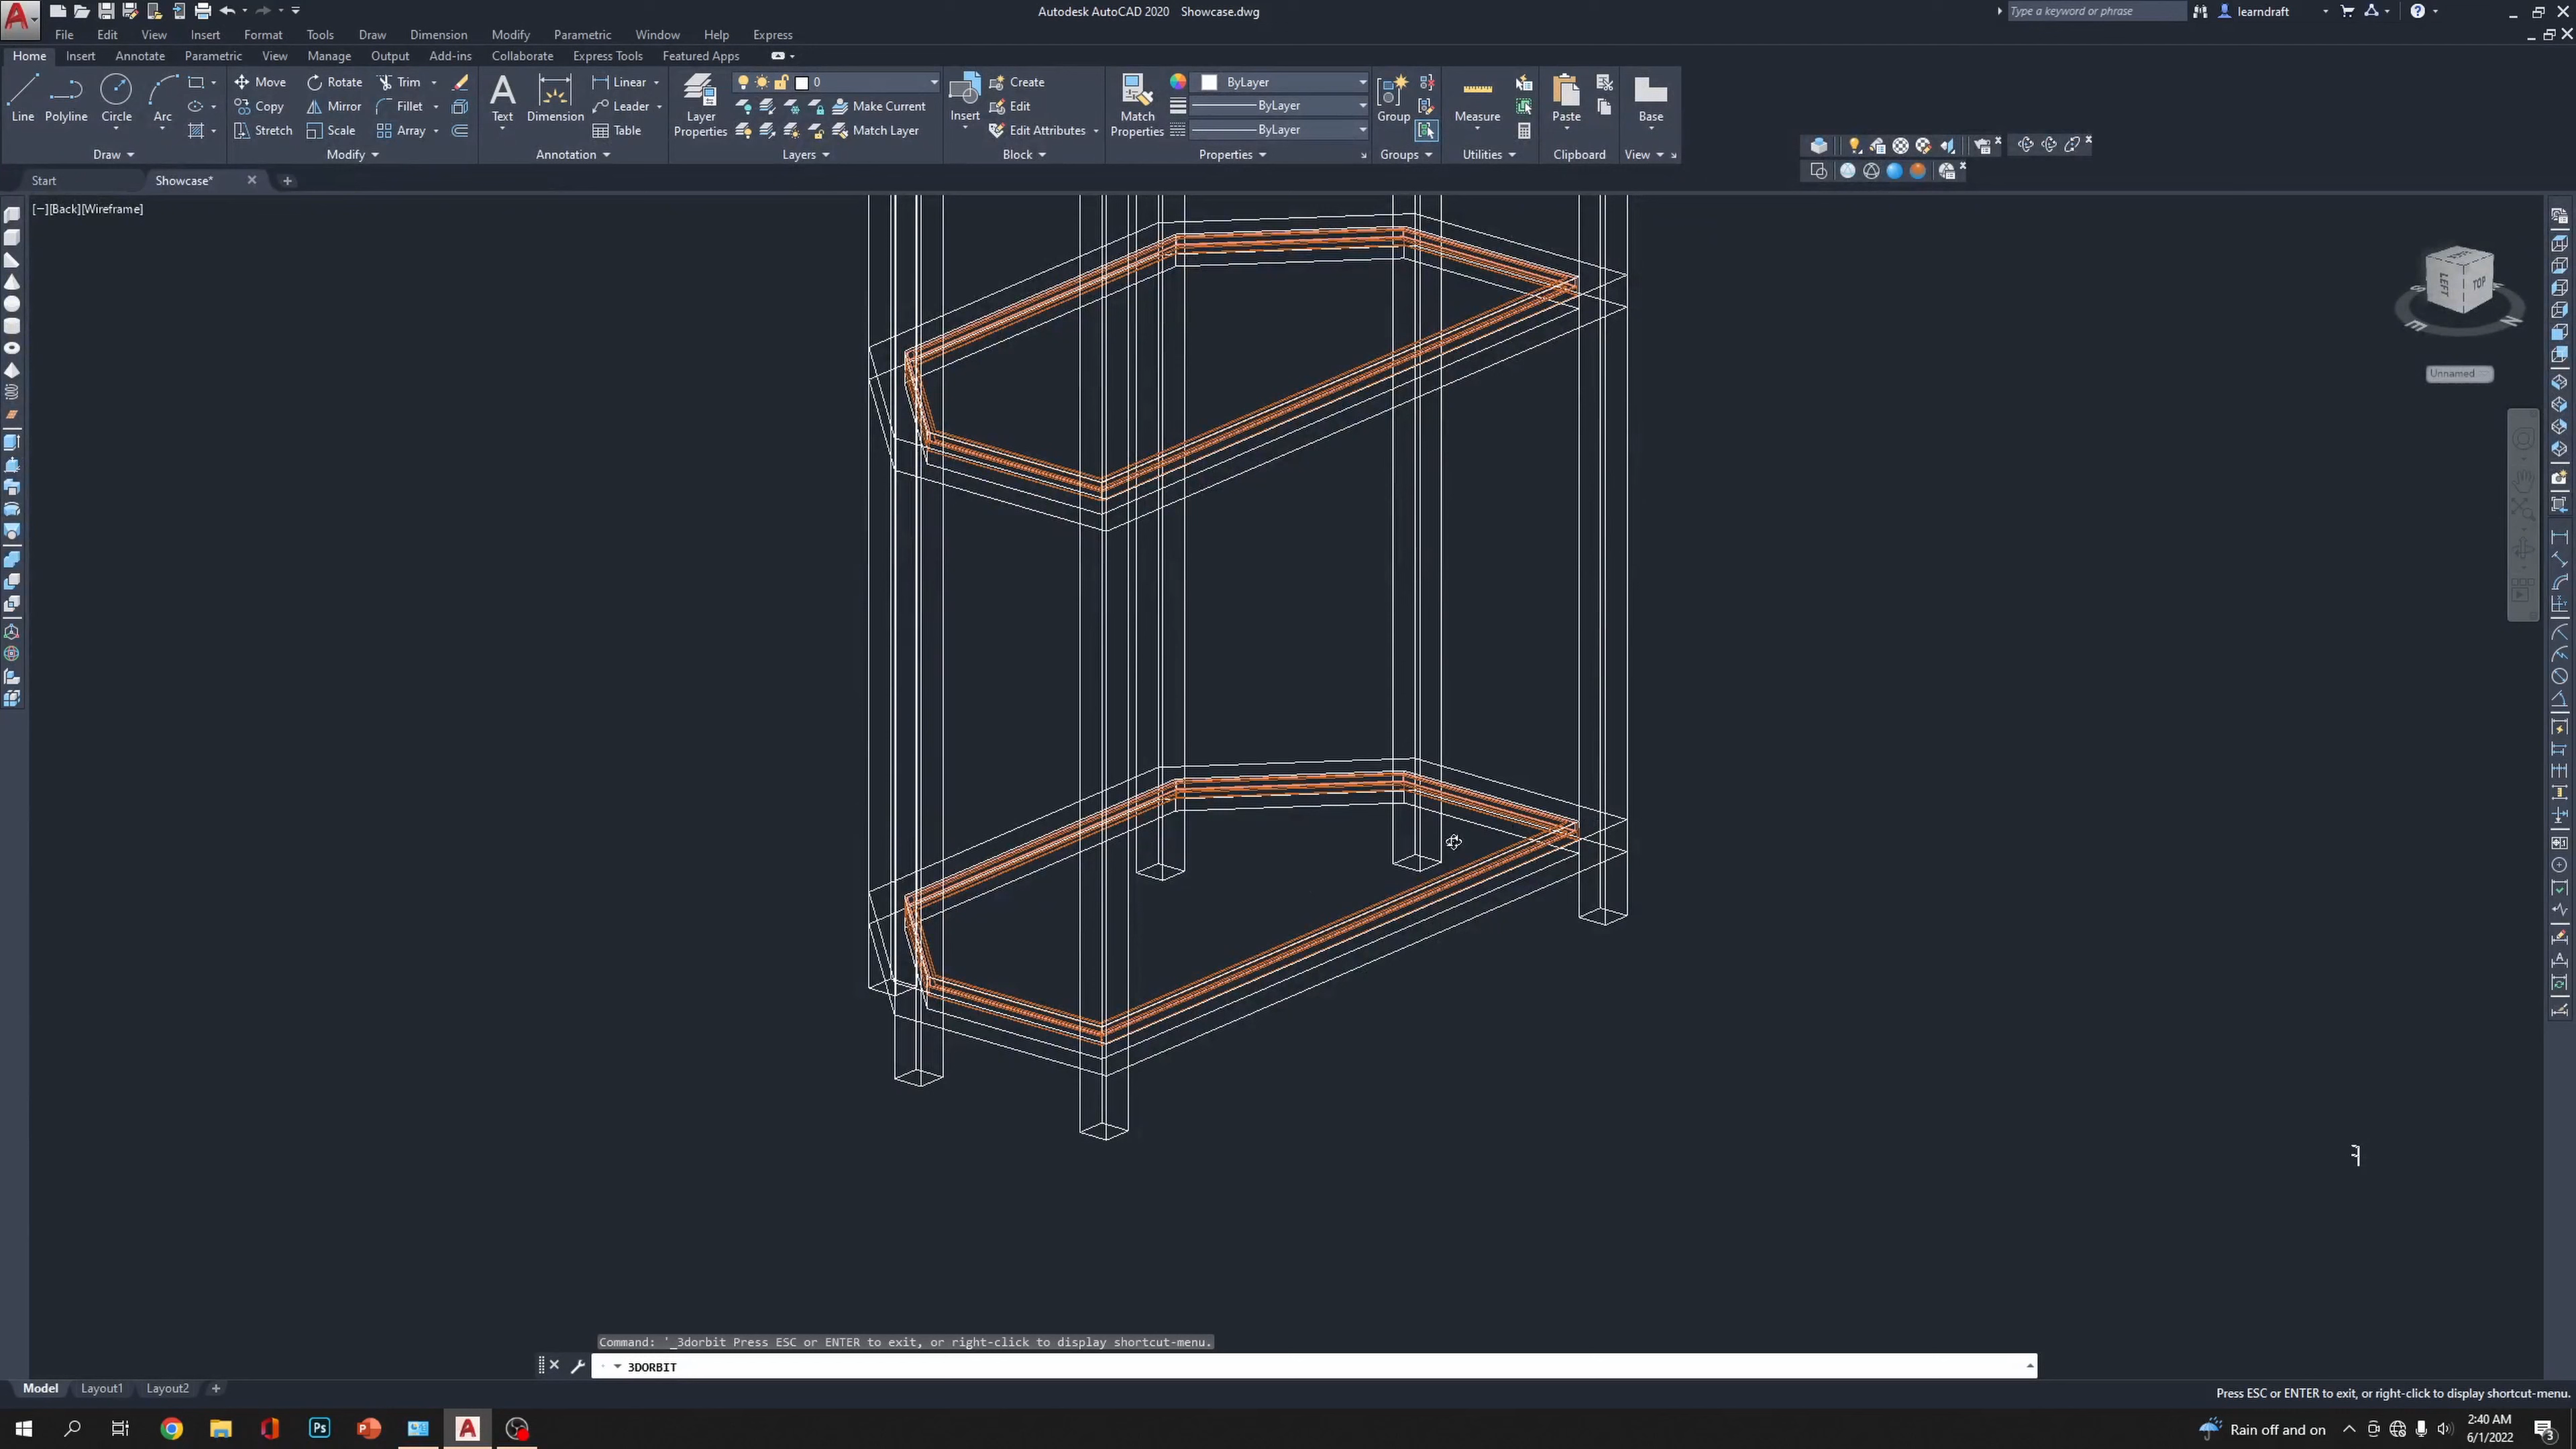 Autodesk AutoCAD 2020 Showcase.dwg
Type a keyword or phrase
learndraft
File Edit View Insert Format Tools Draw Dimension Modify Parametric Window Help Express
Home Insert Annotate Parametric View Manage Output Add-ins Collaborate Express Tools Featured Apps
Line Polyline Circle Arc
Move Rotate Trim
Copy Mirror Fillet
Stretch Scale Array
Text Dimension
Linear
Leader
Table
Layer Properties
0
Make Current
Match Layer
Insert
Create
Edit
Edit Attributes
Match Properties
ByLayer
ByLayer
ByLayer
Group
Measure
Paste
Base
Draw Modify Annotation Layers Block Properties Groups Utilities Clipboard View
Start Showcase*
[−][Back][Wireframe]
LEFT TOP
E N
Unnamed
Command: '_3dorbit Press ESC or ENTER to exit, or right-click to display shortcut-menu.
3DORBIT
Model Layout1 Layout2
Press ESC or ENTER to exit, or right-click to display shortcut-menu.
Rain off and on
2:40 AM
6/1/2022
3